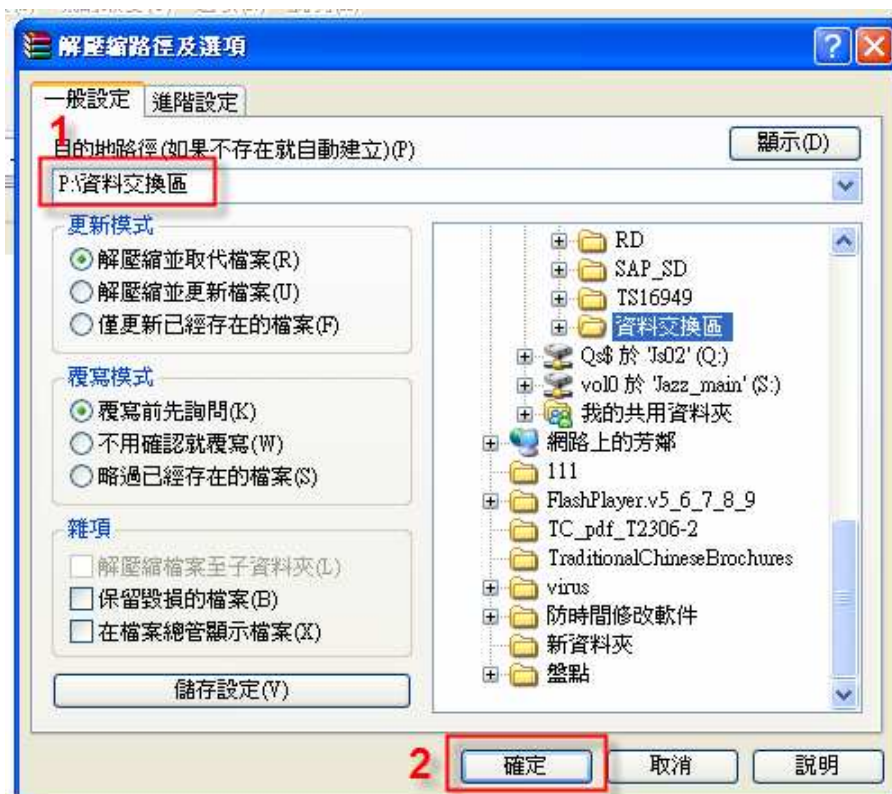 解壓縮路徑及選項
一般設定 進階設定
1
目的地路徑(如果不存在就自動建立)(P)
顯示(D)
P:\資料交換區
更新模式
解壓縮並取代檔案(R)
解壓縮並更新檔案(U)
僅更新已經存在的檔案(F)
覆寫模式
覆寫前先詢問(K)
不用確認就覆寫(W)
略過已經存在的檔案(S)
雜項
解壓縮檔案至子資料夾(L)
保留毀損的檔案(B)
在檔案總管顯示檔案(X)
儲存設定(V)
RD
SAP_SD
TS16949
資料交換區
Qs$ 於 'Js02' (Q:)
vol0 於 'Jazz_main' (S:)
我的共用資料夾
網路上的芳鄰
111
FlashPlayer.v5_6_7_8_9
TC_pdf_T2306-2
TraditionalChineseBrochures
virus
防時間修改軟件
新資料夾
盤點
2
確定 取消 說明